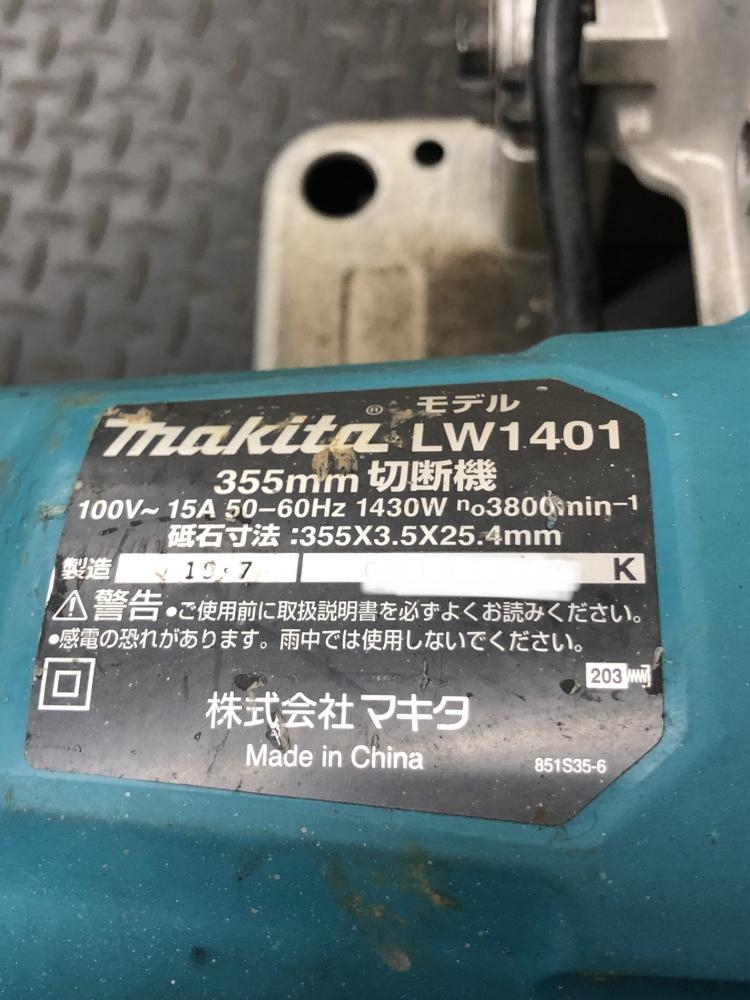 モデル
makita® LW1401
355mm 切断機
100V~ 15A 50-60Hz 1430W no3800min-1
砥石寸法:355X3.5X25.4mm
製造 19.7 K
⚠警告 •ご使用前に取扱説明書を必ずよくお読みください。
•感電の恐れがあります。雨中では使用しないでください。
203
株式会社 マキタ
Made in China
851S35-6